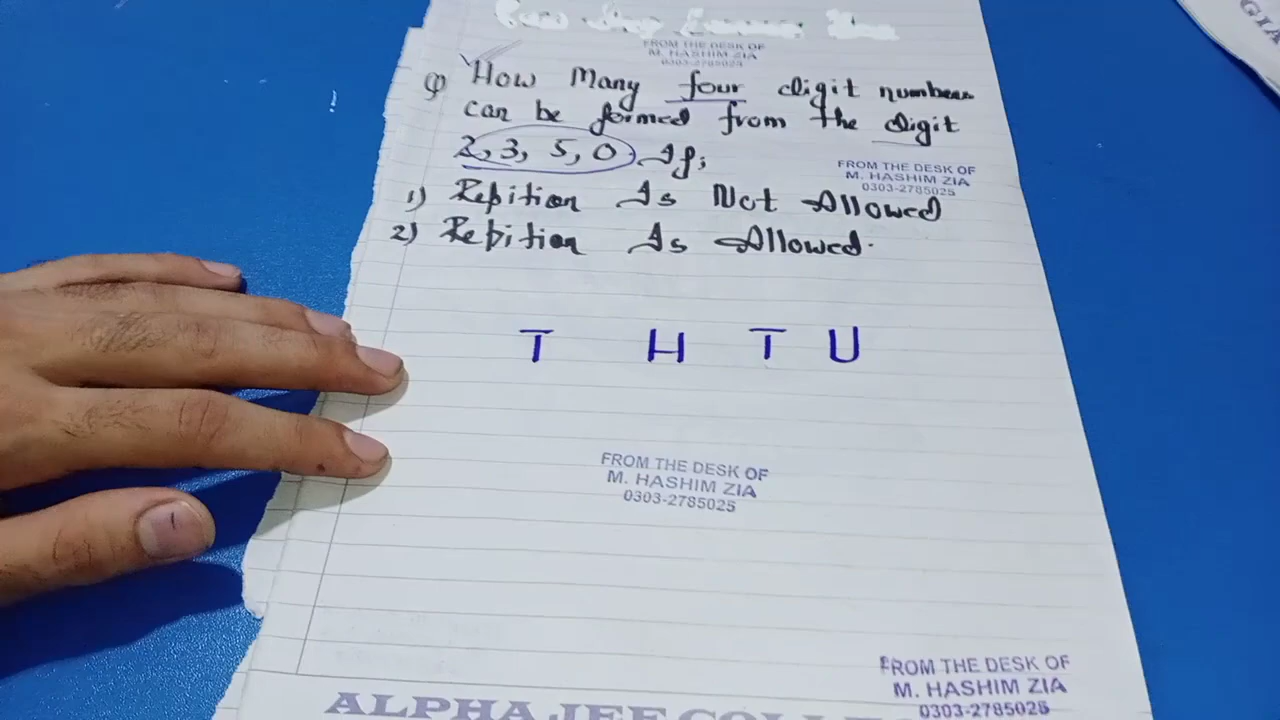 FROM THE DESK OF
M. HASHIM ZIA
0303-2785025
Q How Many four digit numbers
can be formed from the digit
2, 3, 5, 0 If;
FROM THE DESK OF
M. HASHIM ZIA
0303-2785025
1) Repition Is Not Allowed
2) Repition Is Allowed.
T H T U
FROM THE DESK OF
M. HASHIM ZIA
0303-2785025
FROM THE DESK OF
M. HASHIM ZIA
0303-2785025
ALPHA JEE
GIA